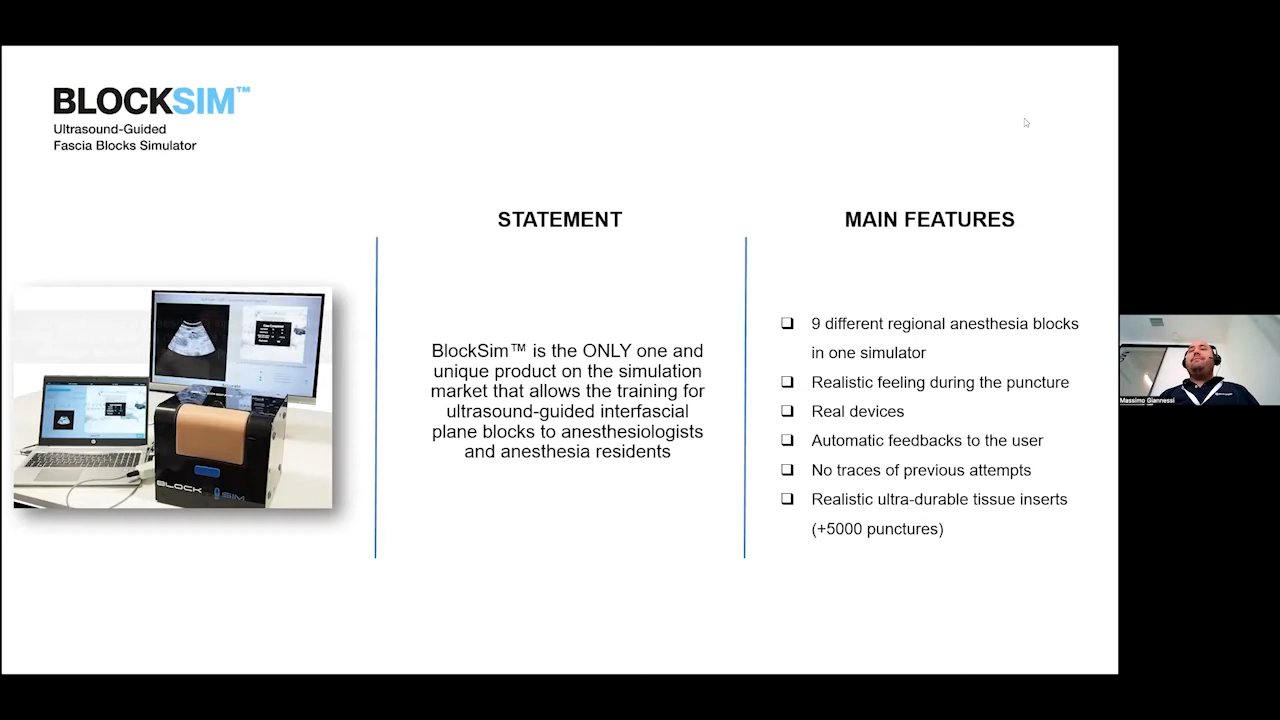 BLOCKSIM™
Ultrasound-Guided
Fascia Blocks Simulator
STATEMENT
BlockSim™ is the ONLY one and
unique product on the simulation
market that allows the training for
ultrasound-guided interfascial
plane blocks to anesthesiologists
and anesthesia residents
MAIN FEATURES
9 different regional anesthesia blocks
in one simulator
Realistic feeling during the puncture
Real devices
Automatic feedbacks to the user
No traces of previous attempts
Realistic ultra-durable tissue inserts
(+5000 punctures)
BLOCK SIM
Massimo Giannessi